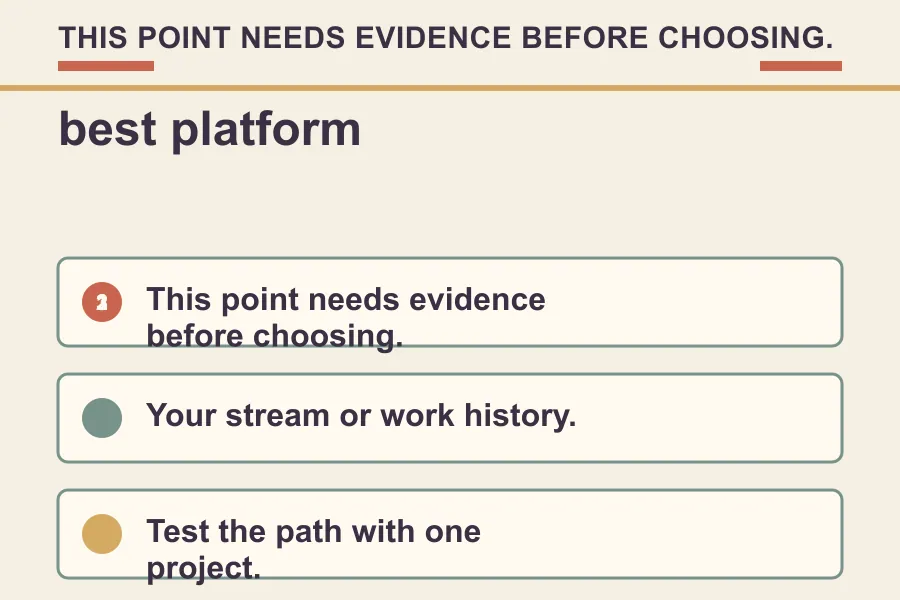 THIS POINT NEEDS EVIDENCE BEFORE CHOOSING.
best platform
This point needs evidence
before choosing.
Your stream or work history.
Test the path with one
project.